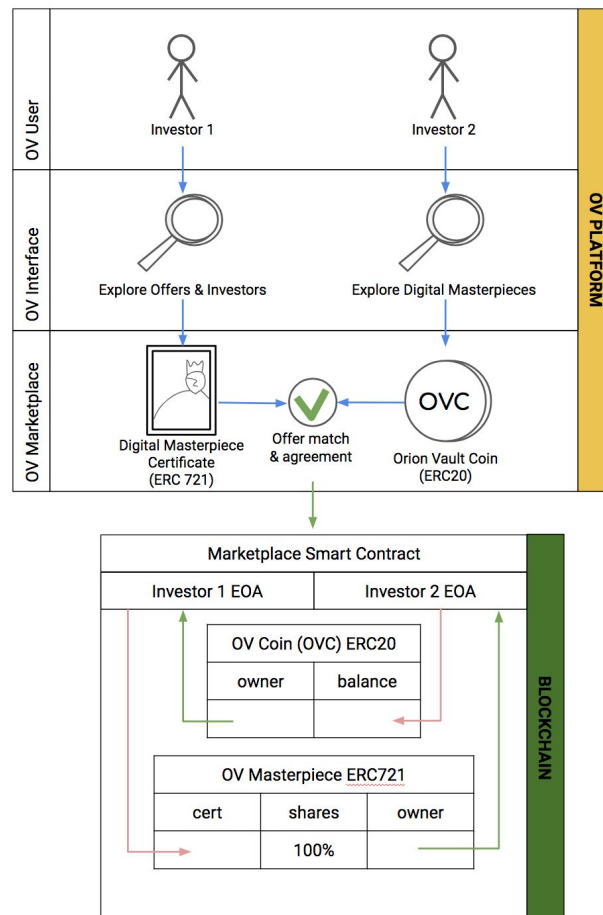 OV User
Investor 1
Investor 2
OV PLATFORM
OV Interface
Explore Offers & Investors
Explore Digital Masterpieces
OV Marketplace
Digital Masterpiece
Certificate
(ERC 721)
Offer match
& agreement
OVC
Orion Vault Coin
(ERC20)
Marketplace Smart Contract
Investor 1 EOA
Investor 2 EOA
BLOCKCHAIN
OV Coin (OVC) ERC20
owner
balance
OV Masterpiece ERC721
cert
shares
owner
100%